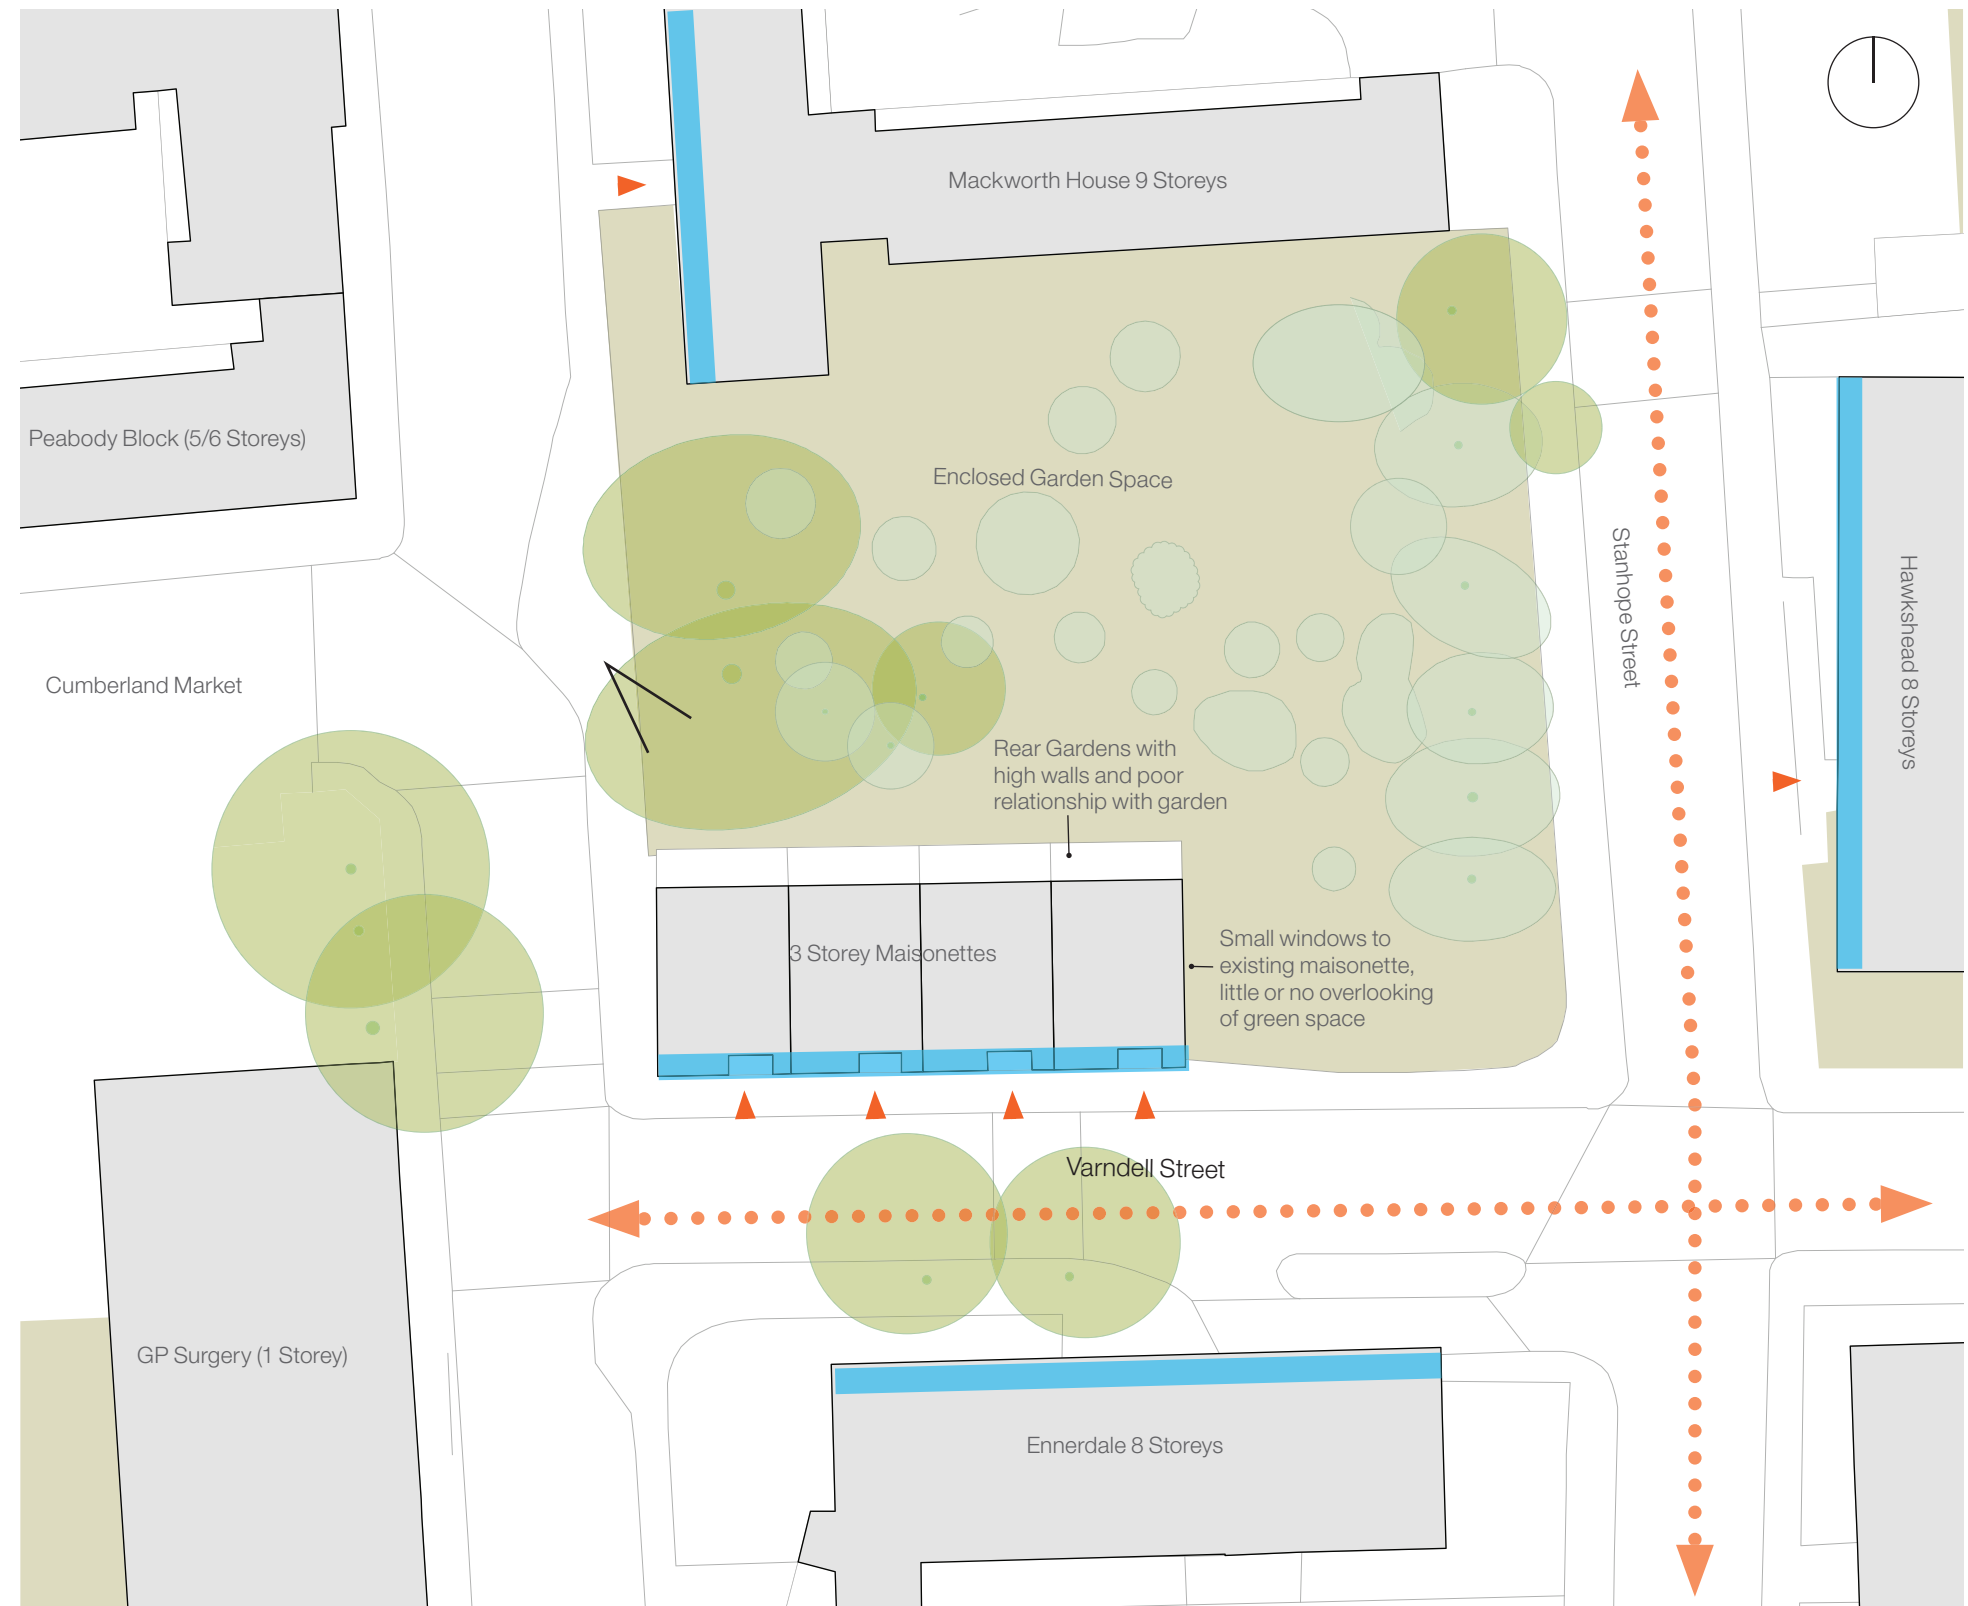 Mackworth House 9 Storeys
Peabody Block (5/6 Storeys)
Enclosed Garden Space
Stanhope Street
Hawkshead 8 Storeys
Cumberland Market
Rear Gardens with
high walls and poor
relationship with garden
3 Storey Maisonettes
Small windows to
existing maisonette,
little or no overlooking
of green space
Varndell Street
GP Surgery (1 Storey)
Ennerdale 8 Storeys